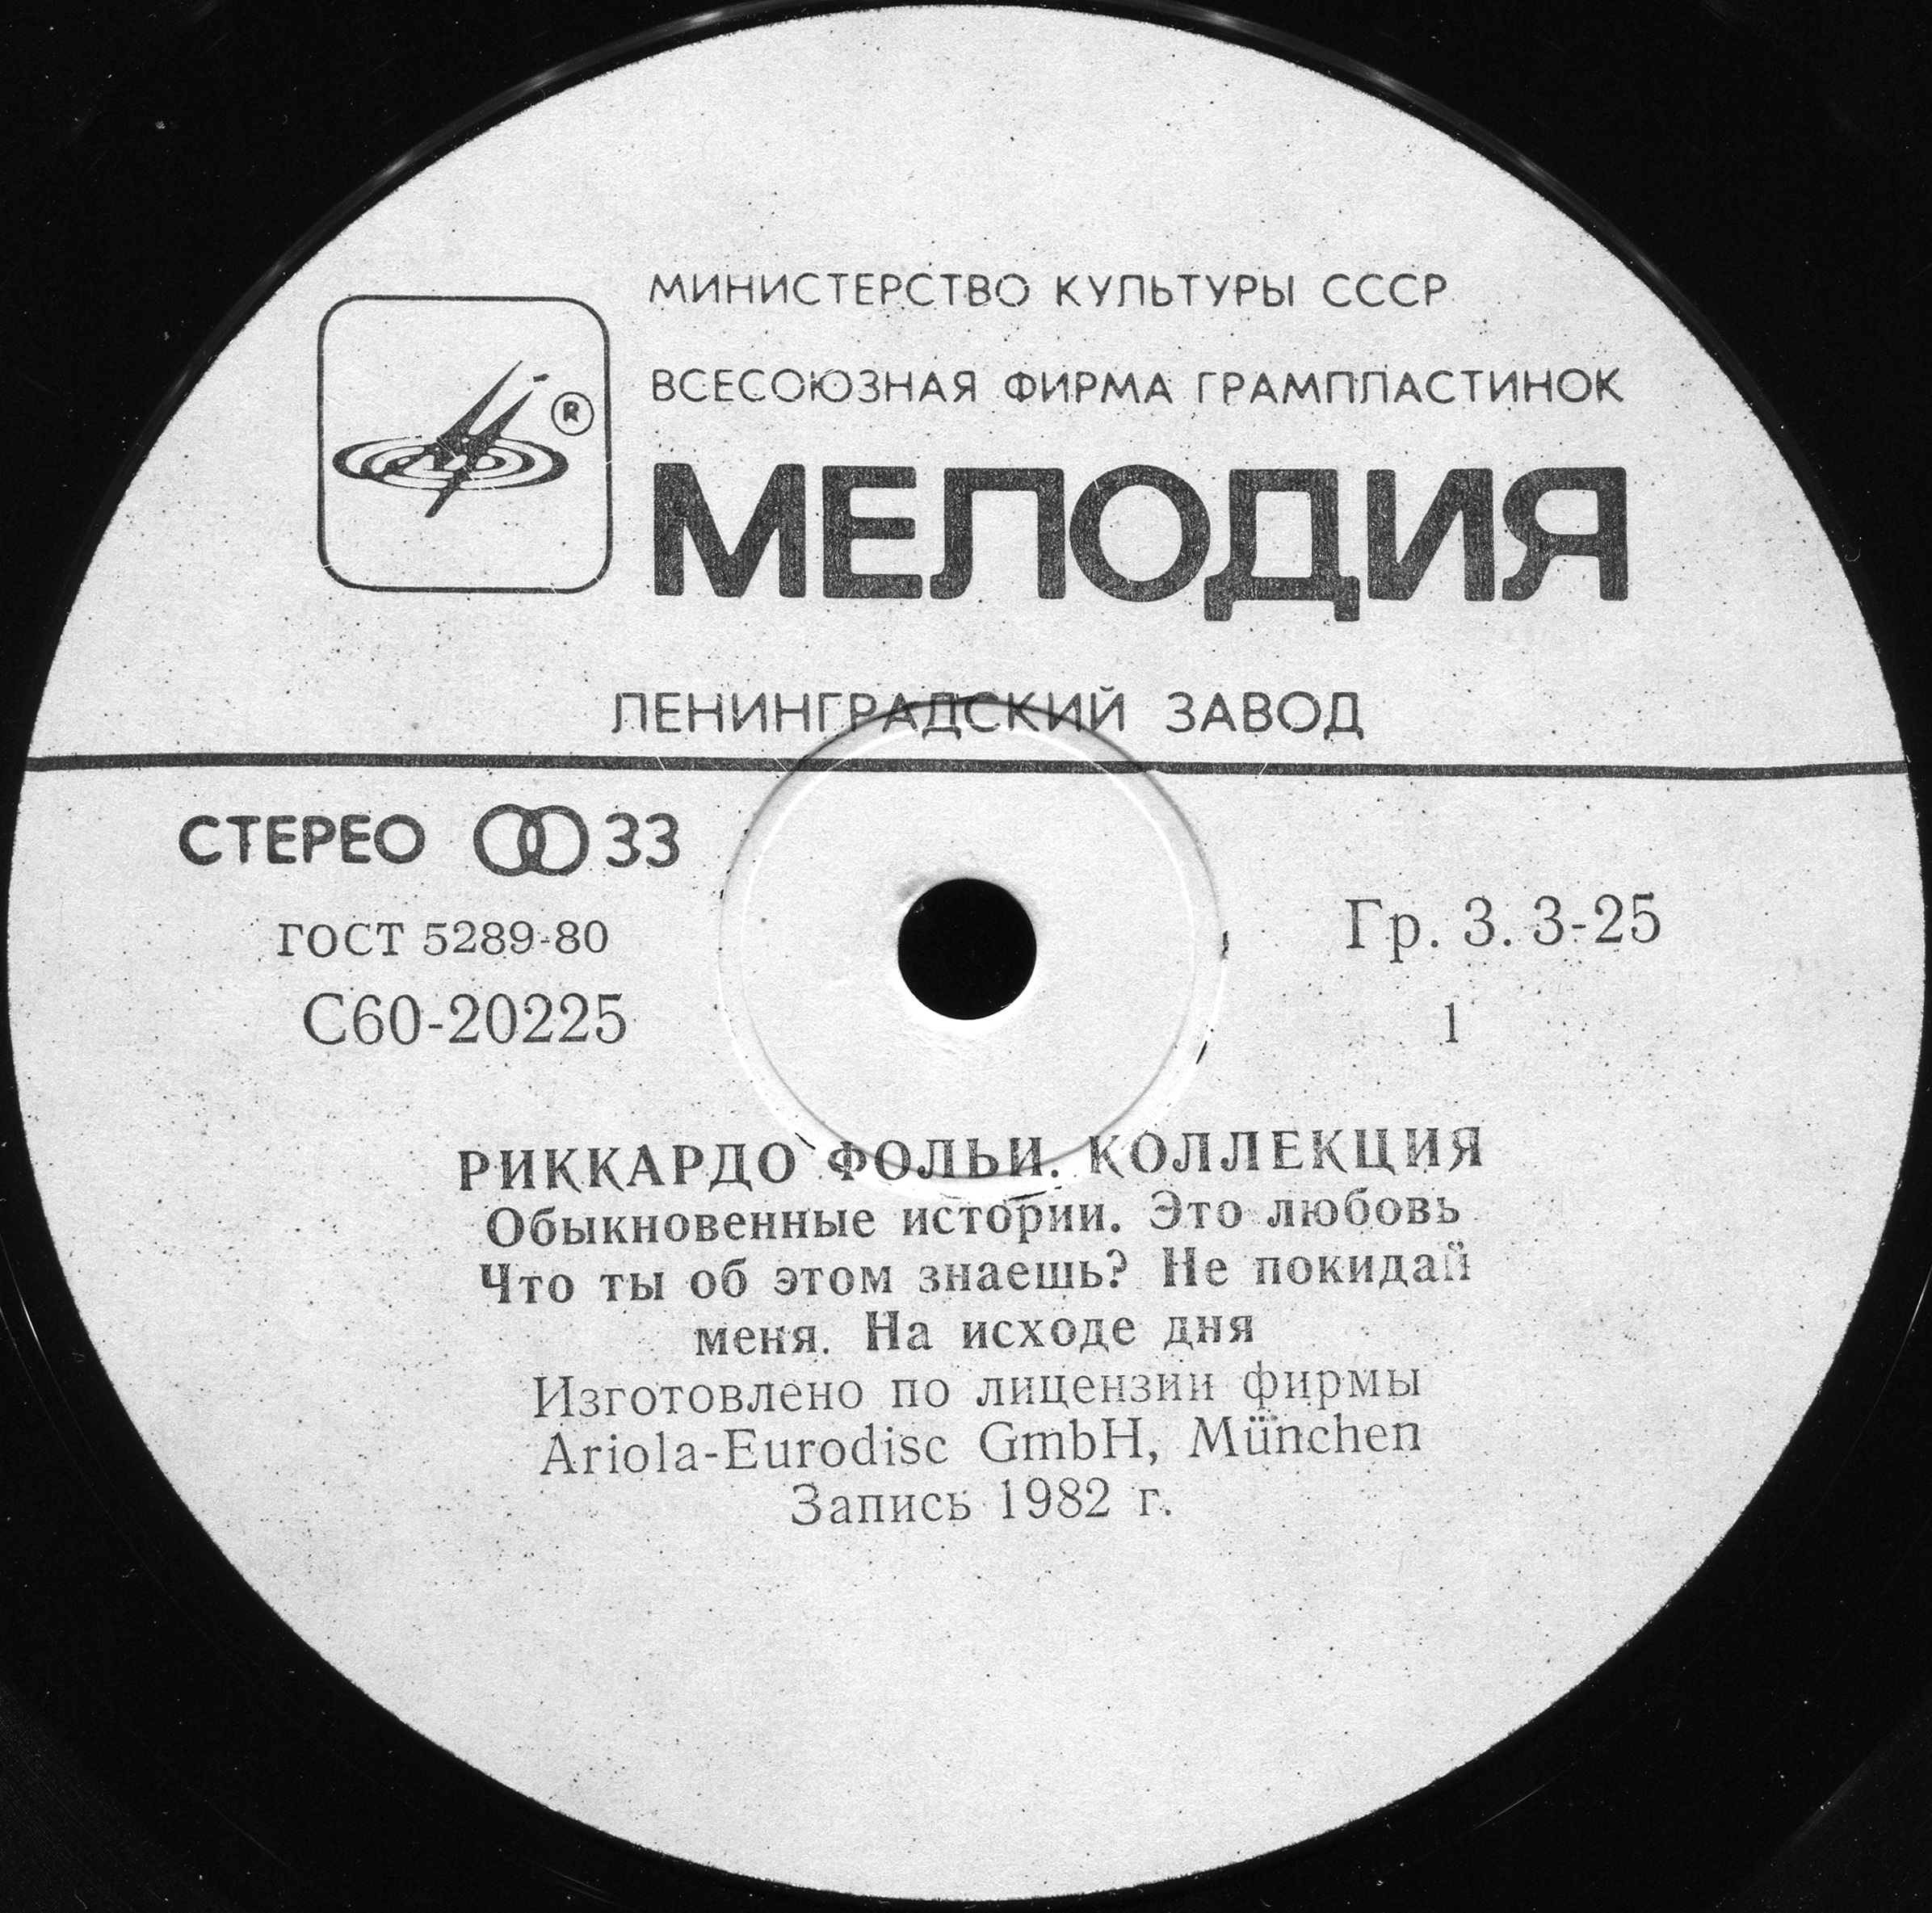 МИНИСТЕРСТВО КУЛЬТУРЫ СССР
ВСЕСОЮЗНАЯ ФИРМА ГРАМПЛАСТИНОК
®
МЕЛОДИЯ
ЛЕНИНГРАДСКИЙ ЗАВОД
СТЕРЕО 33
ГОСТ 5289-80
Гр. 3. 3-25
С60-20225
1
РИККАРДО ФОЛЬИ. КОЛЛЕКЦИЯ
Обыкновенные истории. Это любовь
Что ты об этом знаешь? Не покидай
меня. На исходе дня
Изготовлено по лицензии фирмы
Ariola-Eurodisc GmbH, München
Запись 1982 г.